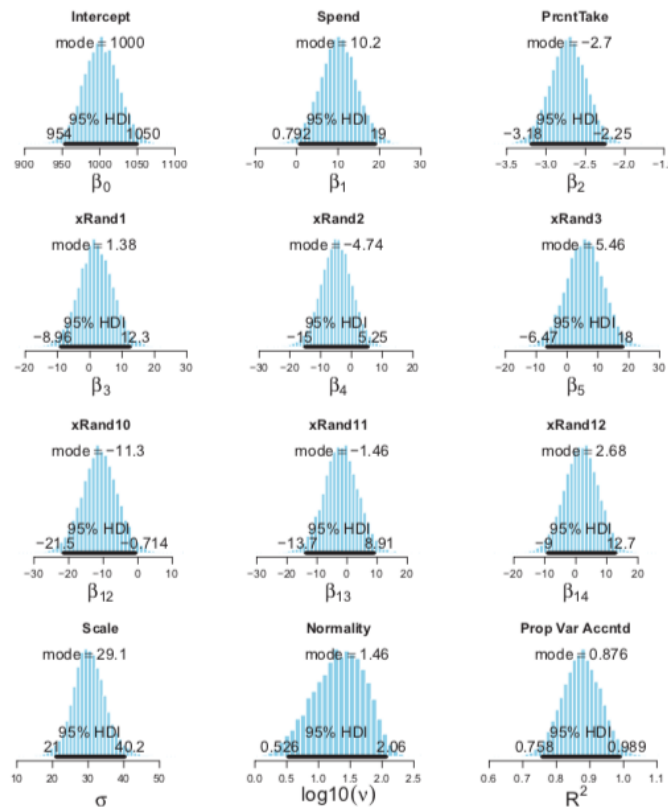 Intercept Spend PrcntTake
mode = 1000 mode = 10.2 mode = −2.7
95% HDI 95% HDI 95% HDI
954 1050 0.792 19 −3.18 −2.25
900 950 1000 1050 1100 −10 0 10 20 30 −3.5 −3.0 −2.5 −2.0 −1.5
β0 β1 β2
xRand1 xRand2 xRand3
mode = 1.38 mode = −4.74 mode = 5.46
95% HDI 95% HDI 95% HDI
−8.96 12.3 −15 5.25 −6.47 18
−20 −10 0 10 20 30 −30 −20 −10 0 10 20 −20 −10 0 10 20 30
β3 β4 β5
xRand10 xRand11 xRand12
mode = −11.3 mode = −1.46 mode = 2.68
95% HDI 95% HDI 95% HDI
−21.5 −0.714 −13.7 8.91 −9 12.7
−30 −20 −10 0 10 −30 −20 −10 0 10 20 −20 −10 0 10 20
β12 β13 β14
Scale Normality Prop Var Accntd
mode = 29.1 mode = 1.46 mode = 0.876
95% HDI 95% HDI 95% HDI
21 40.2 0.526 2.06 0.758 0.989
10 20 30 40 50 0.0 0.5 1.0 1.5 2.0 2.5 0.6 0.7 0.8 0.9 1.0 1.1
σ log10(ν) R²